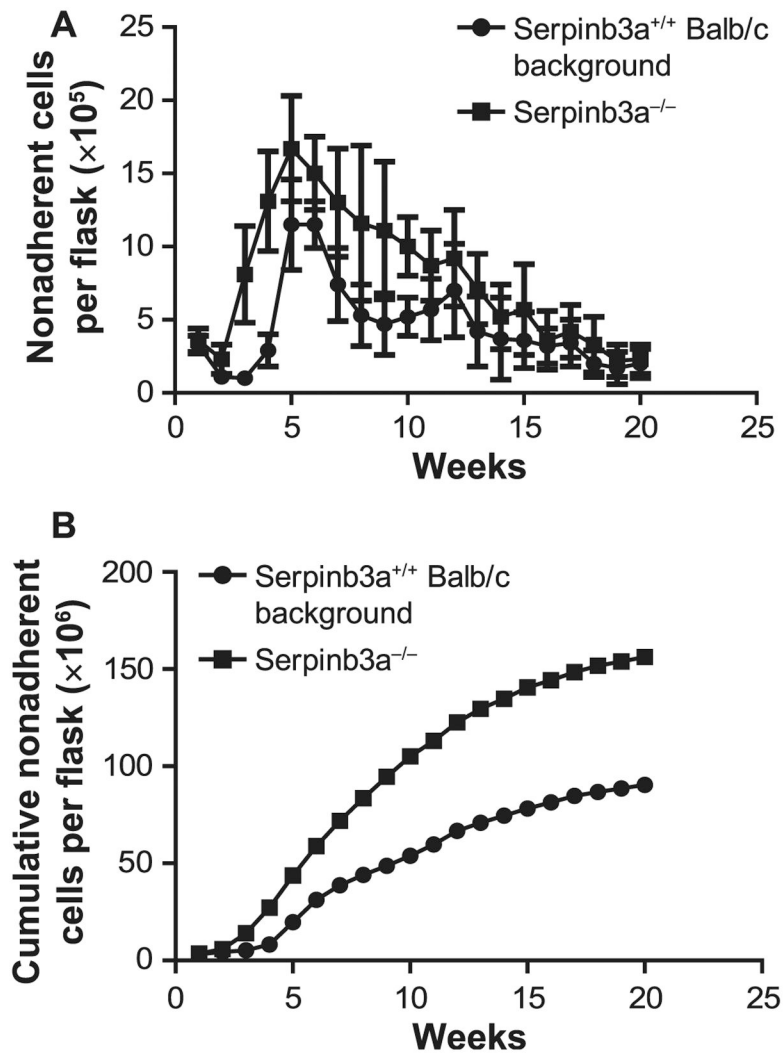 A
25
20
15
10
5
0
Nonadherent cells
per flask (×10⁵)
Serpinb3a⁺/⁺ Balb/c
background
Serpinb3a⁻/⁻
0 5 10 15 20 25
Weeks
B
200
150
100
50
0
Cumulative nonadherent
cells per flask (×10⁶)
Serpinb3a⁺/⁺ Balb/c
background
Serpinb3a⁻/⁻
0 5 10 15 20 25
Weeks